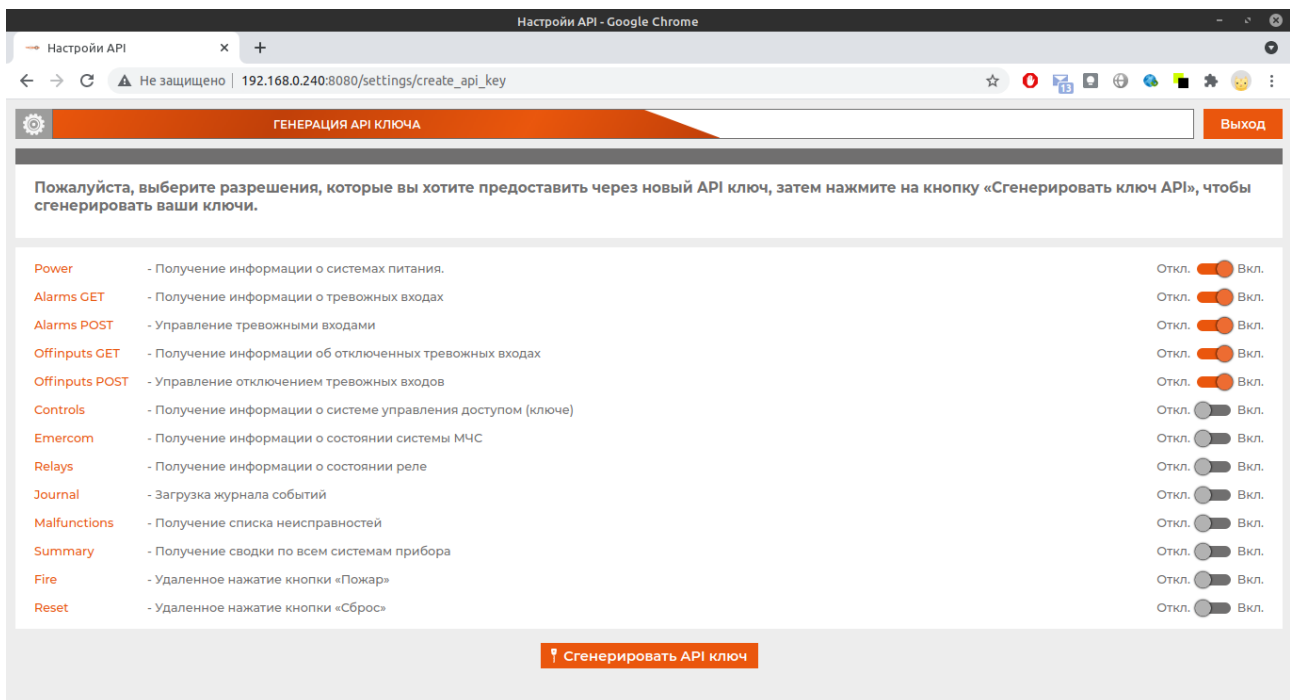 Настройи API - Google Chrome
Настройи API
Не защищено | 192.168.0.240:8080/settings/create_api_key
13
ГЕНЕРАЦИЯ API КЛЮЧА
Выход
Пожалуйста, выберите разрешения, которые вы хотите предоставить через новый API ключ, затем нажмите на кнопку «Сгенерировать ключ API», чтобы
сгенерировать ваши ключи.
Power - Получение информации о системах питания. Откл. Вкл.
Alarms GET - Получение информации о тревожных входах Откл. Вкл.
Alarms POST - Управление тревожными входами Откл. Вкл.
Offinputs GET - Получение информации об отключенных тревожных входах Откл. Вкл.
Offinputs POST - Управление отключением тревожных входов Откл. Вкл.
Controls - Получение информации о системе управления доступом (ключе) Откл. Вкл.
Emercom - Получение информации о состоянии системы МЧС Откл. Вкл.
Relays - Получение информации о состоянии реле Откл. Вкл.
Journal - Загрузка журнала событий Откл. Вкл.
Malfunctions - Получение списка неисправностей Откл. Вкл.
Summary - Получение сводки по всем системам прибора Откл. Вкл.
Fire - Удаленное нажатие кнопки «Пожар» Откл. Вкл.
Reset - Удаленное нажатие кнопки «Сброс» Откл. Вкл.
Сгенерировать API ключ